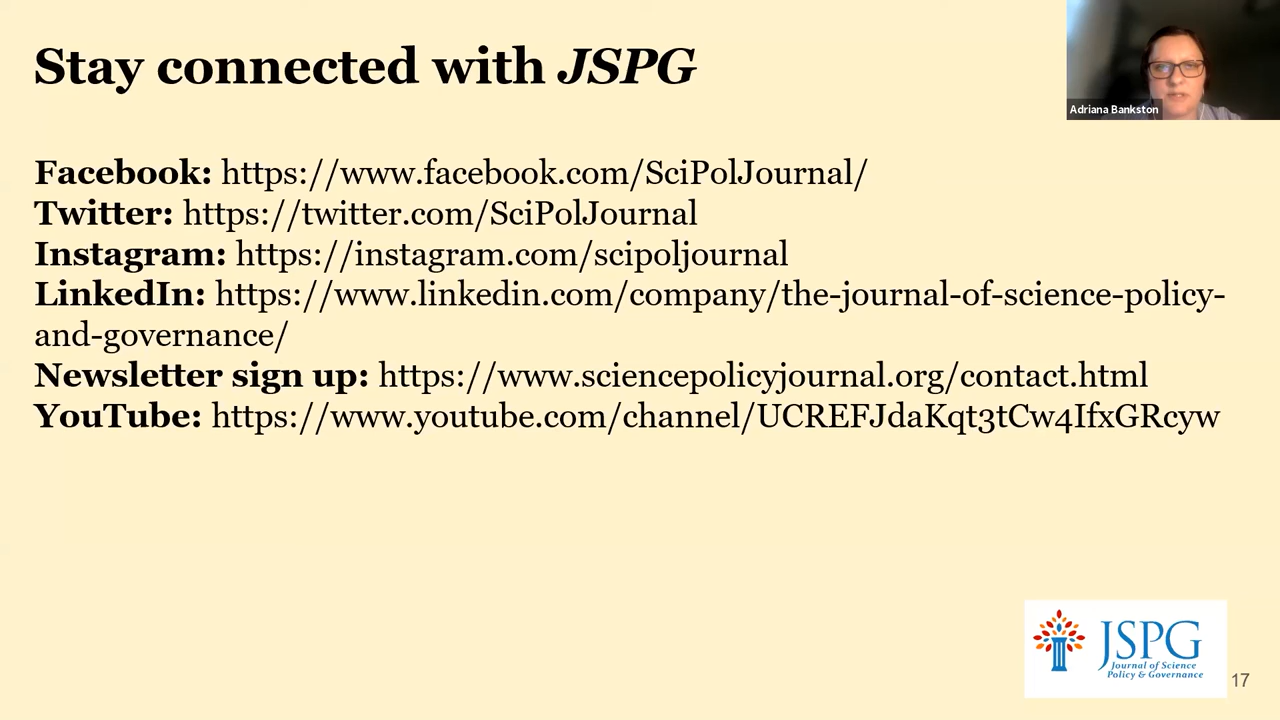 Stay connected with JSPG
Adriana Bankston
Facebook: https://www.facebook.com/SciPolJournal/
Twitter: https://twitter.com/SciPolJournal
Instagram: https://instagram.com/scipoljournal
LinkedIn: https://www.linkedin.com/company/the-journal-of-science-policy-
and-governance/
Newsletter sign up: https://www.sciencepolicyjournal.org/contact.html
YouTube: https://www.youtube.com/channel/UCREFJdaKqt3tCw4IfxGRcyw
JSPG
Journal of Science
Policy & Governance
17